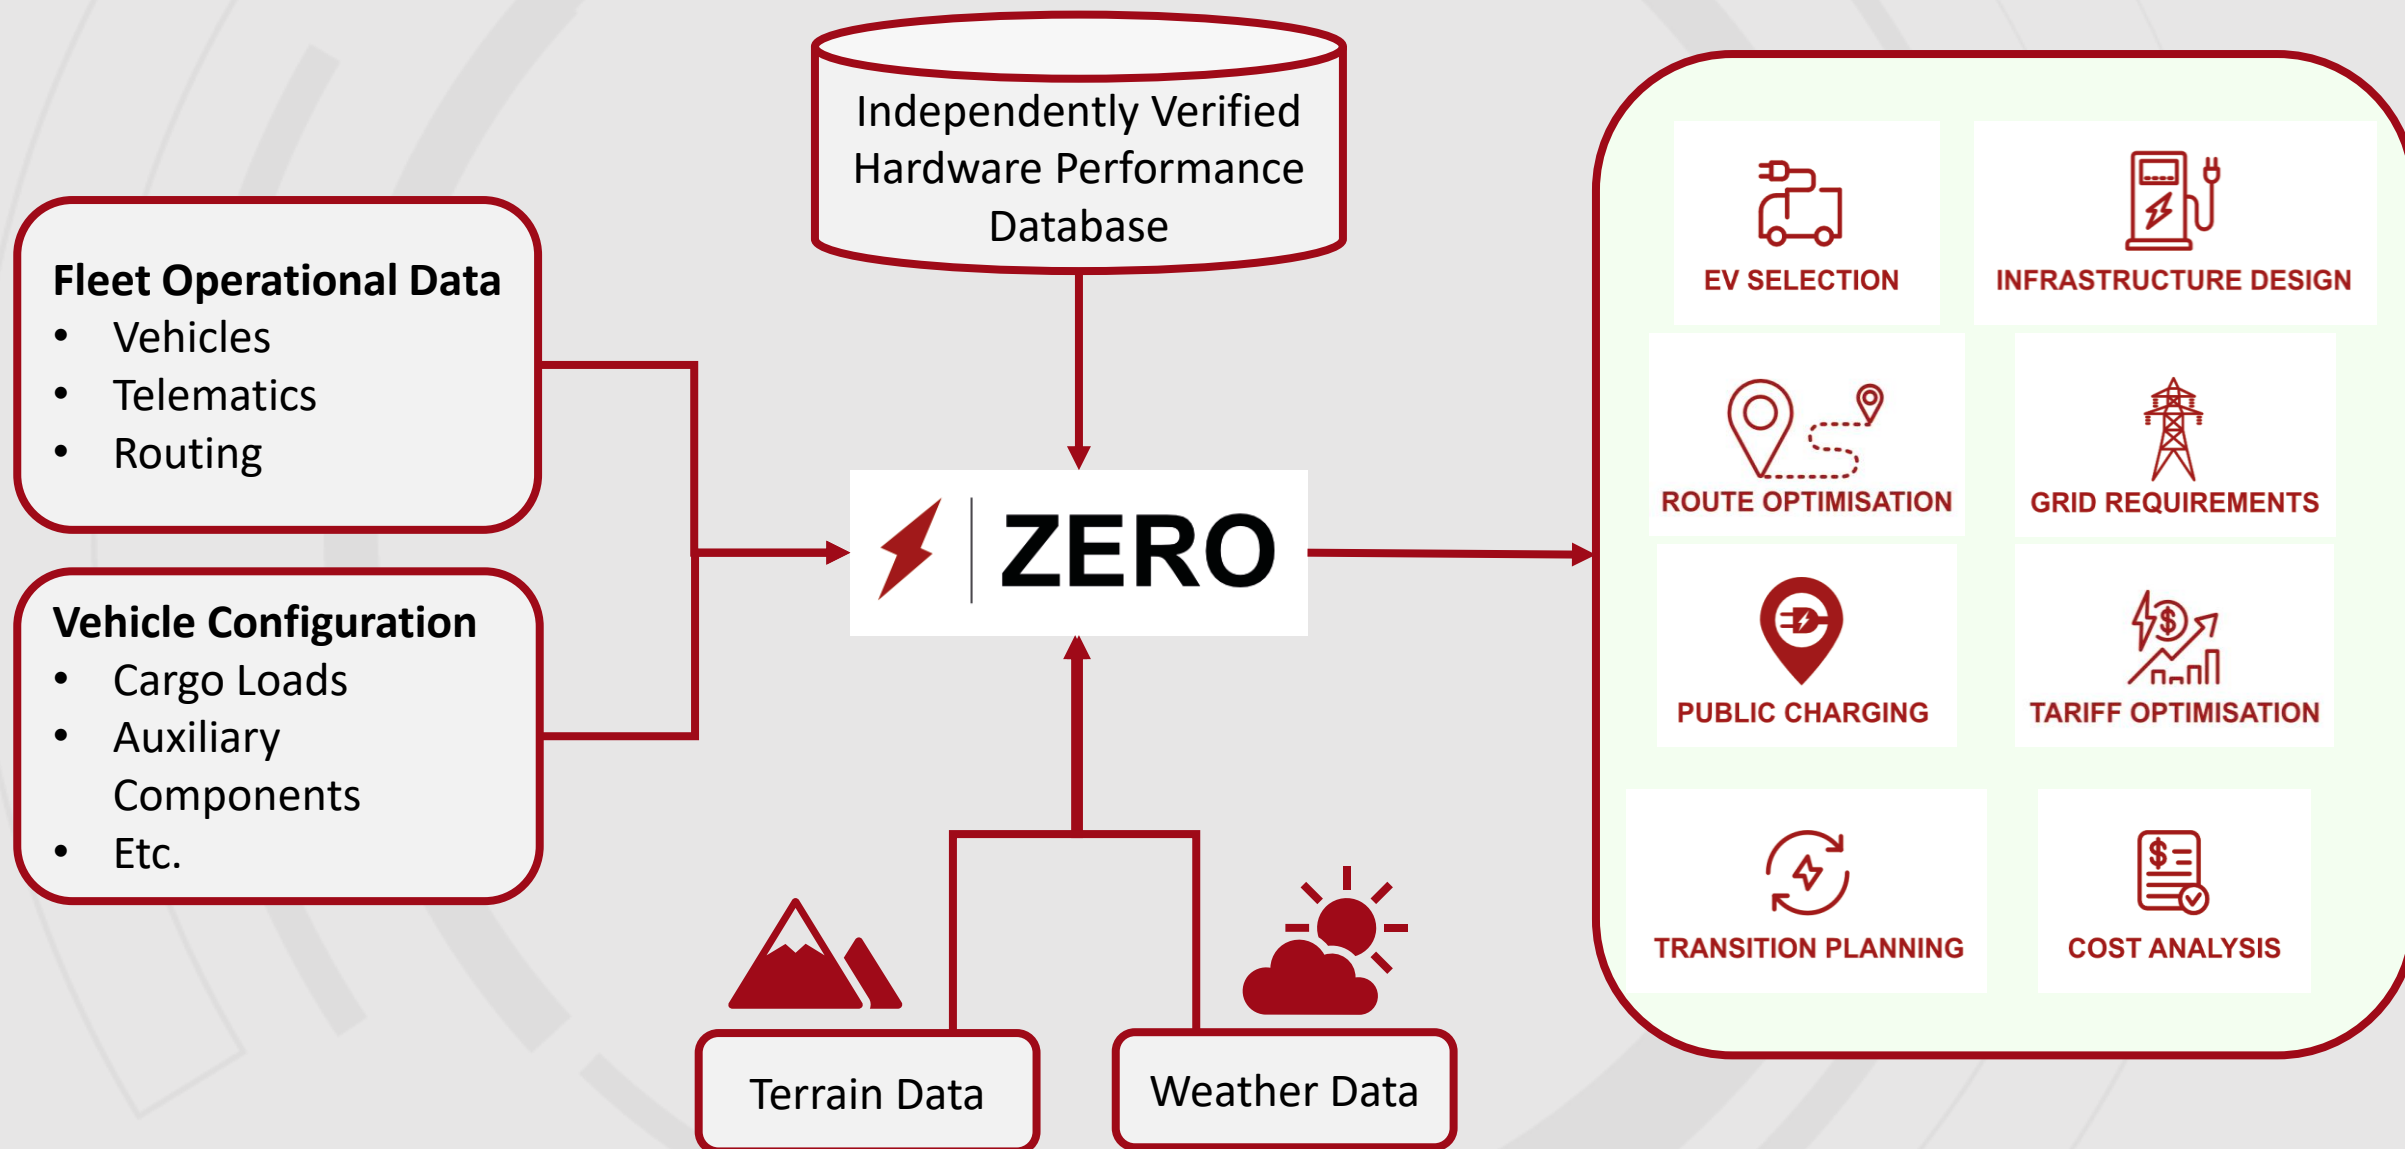 Independently Verified
Hardware Performance
Database
Fleet Operational Data
• Vehicles
• Telematics
• Routing
Vehicle Configuration
• Cargo Loads
• Auxiliary
Components
• Etc.
ZERO
Terrain Data
Weather Data
EV SELECTION
INFRASTRUCTURE DESIGN
ROUTE OPTIMISATION
GRID REQUIREMENTS
PUBLIC CHARGING
TARIFF OPTIMISATION
TRANSITION PLANNING
COST ANALYSIS